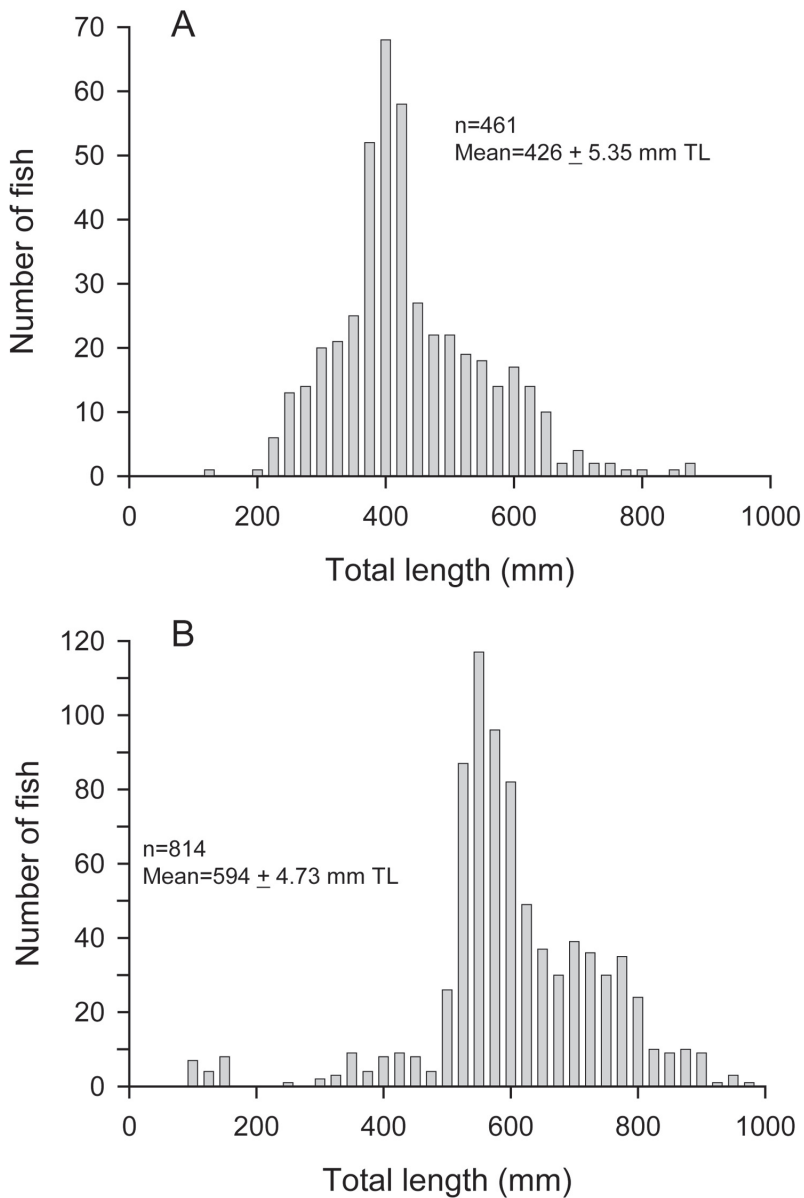 A
70
60
50
40
30
20
10
0
Number of fish
n=461
Mean=426 ± 5.35 mm TL
0 200 400 600 800 1000
Total length (mm)
B
120
100
80
60
40
20
0
Number of fish
n=814
Mean=594 ± 4.73 mm TL
0 200 400 600 800 1000
Total length (mm)